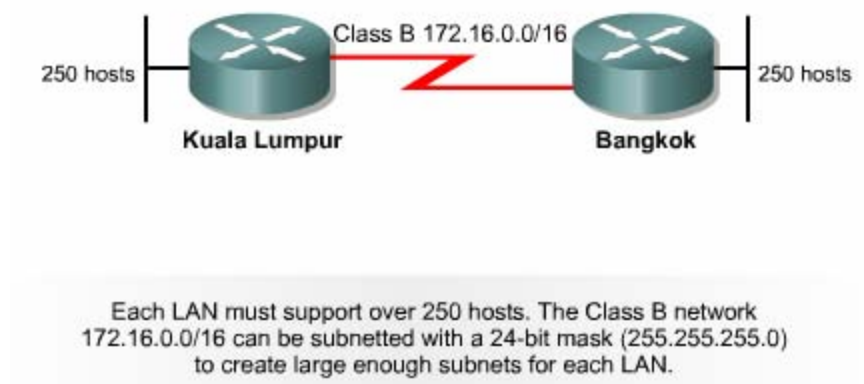 Class B 172.16.0.0/16
250 hosts
250 hosts
Kuala Lumpur
Bangkok
Each LAN must support over 250 hosts. The Class B network
172.16.0.0/16 can be subnetted with a 24-bit mask (255.255.255.0)
to create large enough subnets for each LAN.